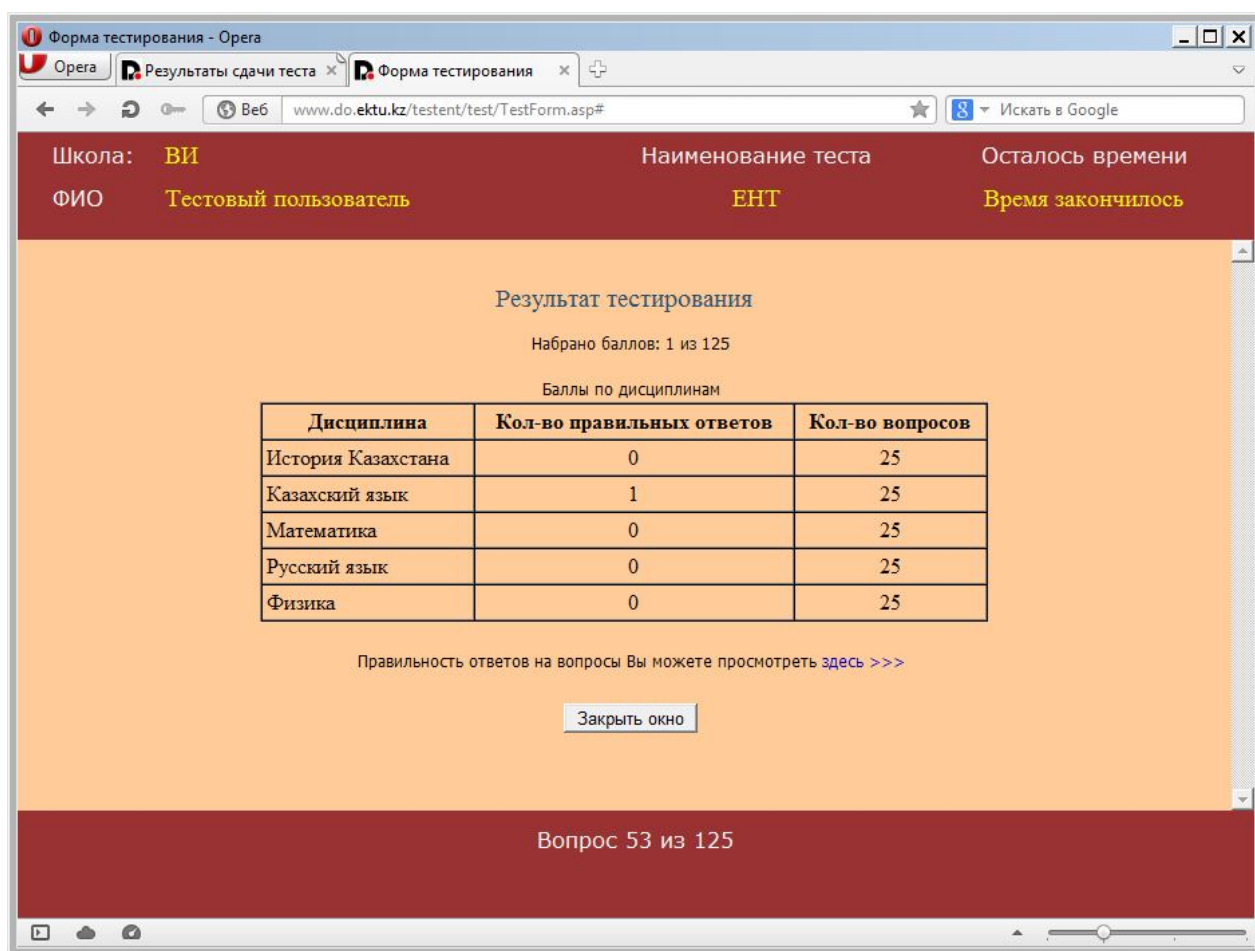 Форма тестирования - Opera
Opera Результаты сдачи теста Форма тестирования
Веб www.do.ektu.kz/testent/test/TestForm.asp# 8 Искать в Google
Школа: ВИ Наименование теста Осталось времени
ФИО Тестовый пользователь ЕНТ Время закончилось
Результат тестирования
Набрано баллов: 1 из 125
Баллы по дисциплинам
Дисциплина Кол-во правильных ответов Кол-во вопросов
История Казахстана 0 25
Казахский язык 1 25
Математика 0 25
Русский язык 0 25
Физика 0 25
Правильность ответов на вопросы Вы можете просмотреть здесь >>>
Закрыть окно
Вопрос 53 из 125